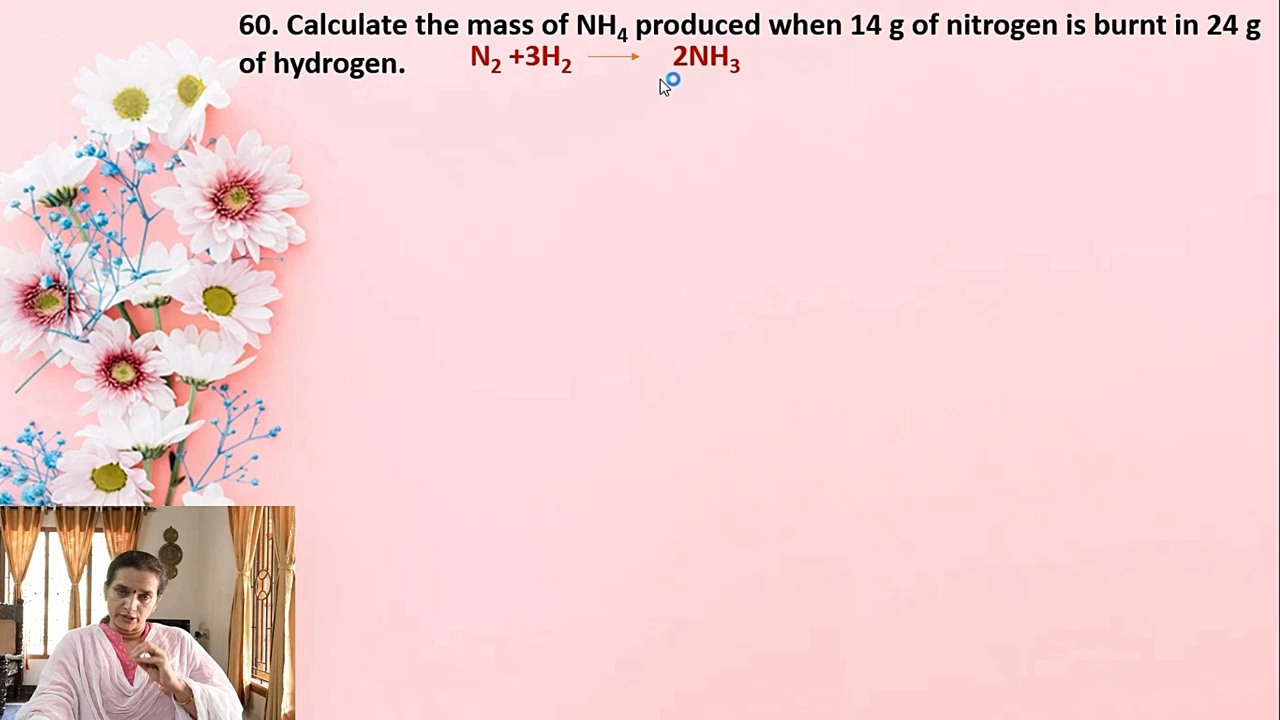 60. Calculate the mass of NH₄ produced when 14 g of nitrogen is burnt in 24 g
of hydrogen. N₂ +3H₂ ⟶ 2NH₃